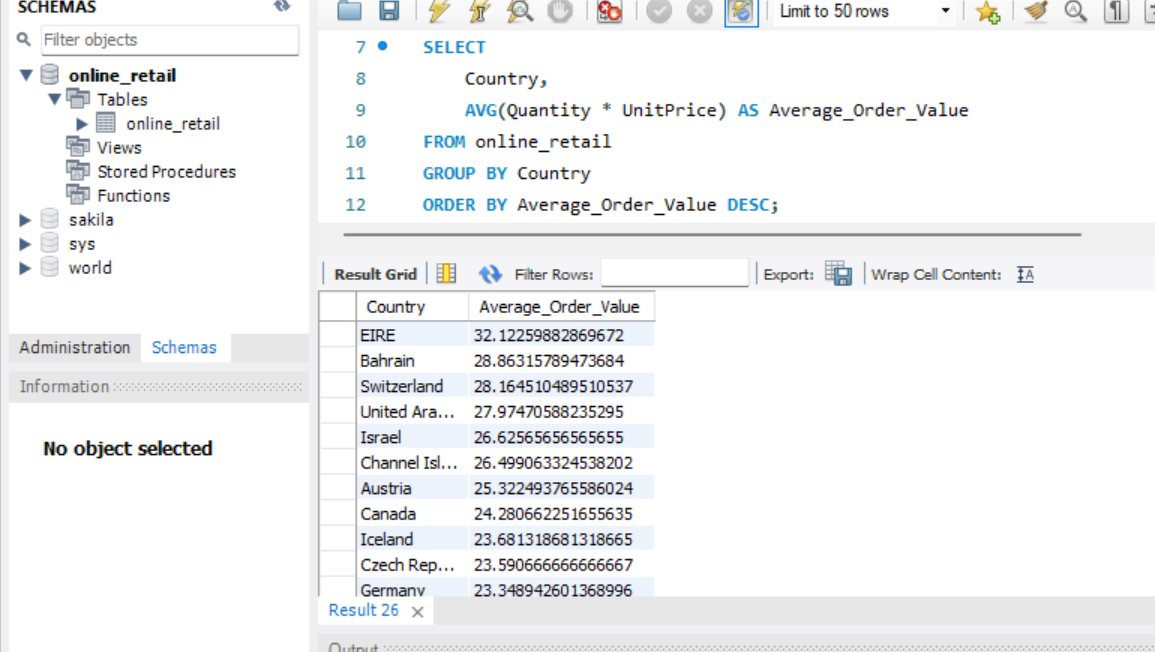 SCHEMAS
Filter objects
online_retail
Tables
online_retail
Views
Stored Procedures
Functions
sakila
sys
world
Administration Schemas
Information
No object selected
Limit to 50 rows
7 SELECT
8 Country,
9 AVG(Quantity * UnitPrice) AS Average_Order_Value
10 FROM online_retail
11 GROUP BY Country
12 ORDER BY Average_Order_Value DESC;
Result Grid Filter Rows: Export: Wrap Cell Content:
Country Average_Order_Value
EIRE 32.12259882869672
Bahrain 28.86315789473684
Switzerland 28.164510489510537
United Ara... 27.97470588235295
Israel 26.62565656565655
Channel Isl... 26.499063324538202
Austria 25.322493765586024
Canada 24.280662251655635
Iceland 23.681318681318665
Czech Rep... 23.590666666666667
Germany 23.348942601368996
Result 26
Output